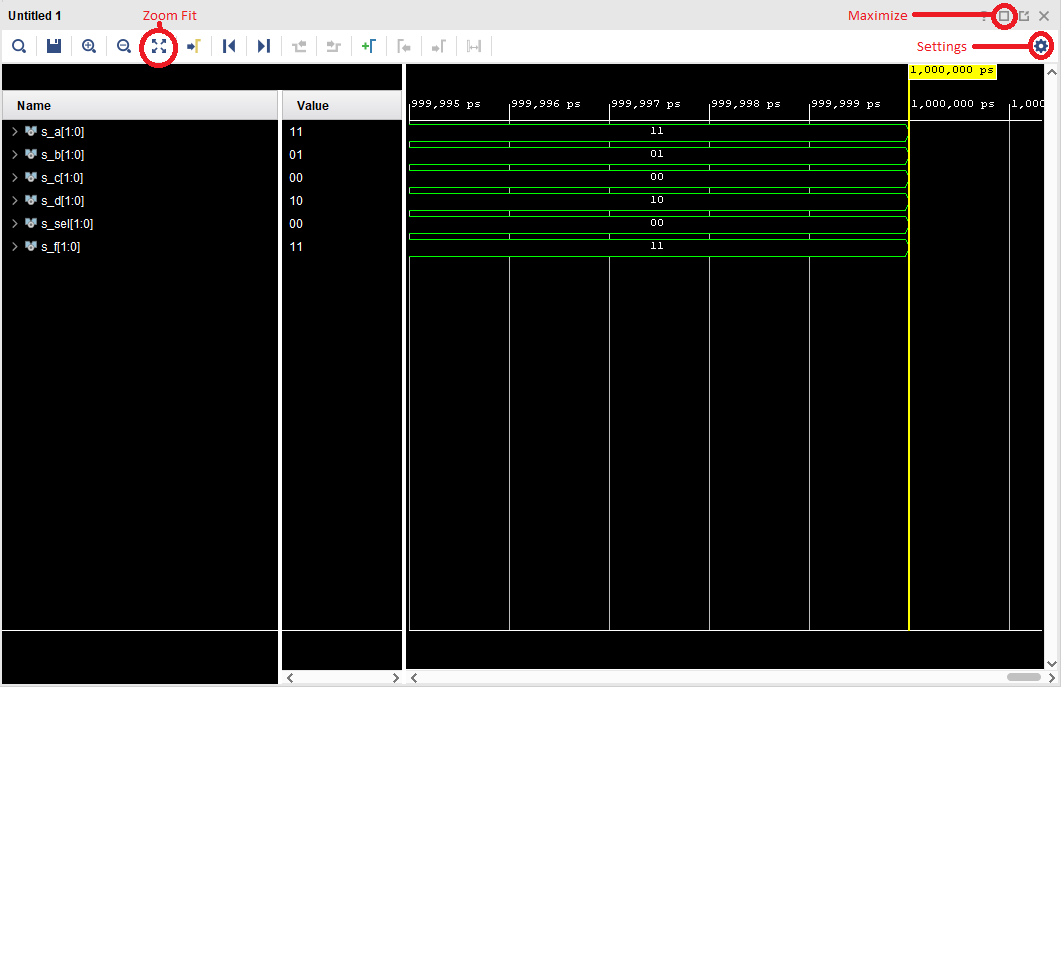 Untitled 1
Zoom Fit
Maximize
Settings
1,000,000 ps
Name
Value
999,995 ps
999,996 ps
999,997 ps
999,998 ps
999,999 ps
1,000,000 ps
1,000
s_a[1:0]
11
11
s_b[1:0]
01
01
s_c[1:0]
00
00
s_d[1:0]
10
10
s_sel[1:0]
00
00
s_f[1:0]
11
11